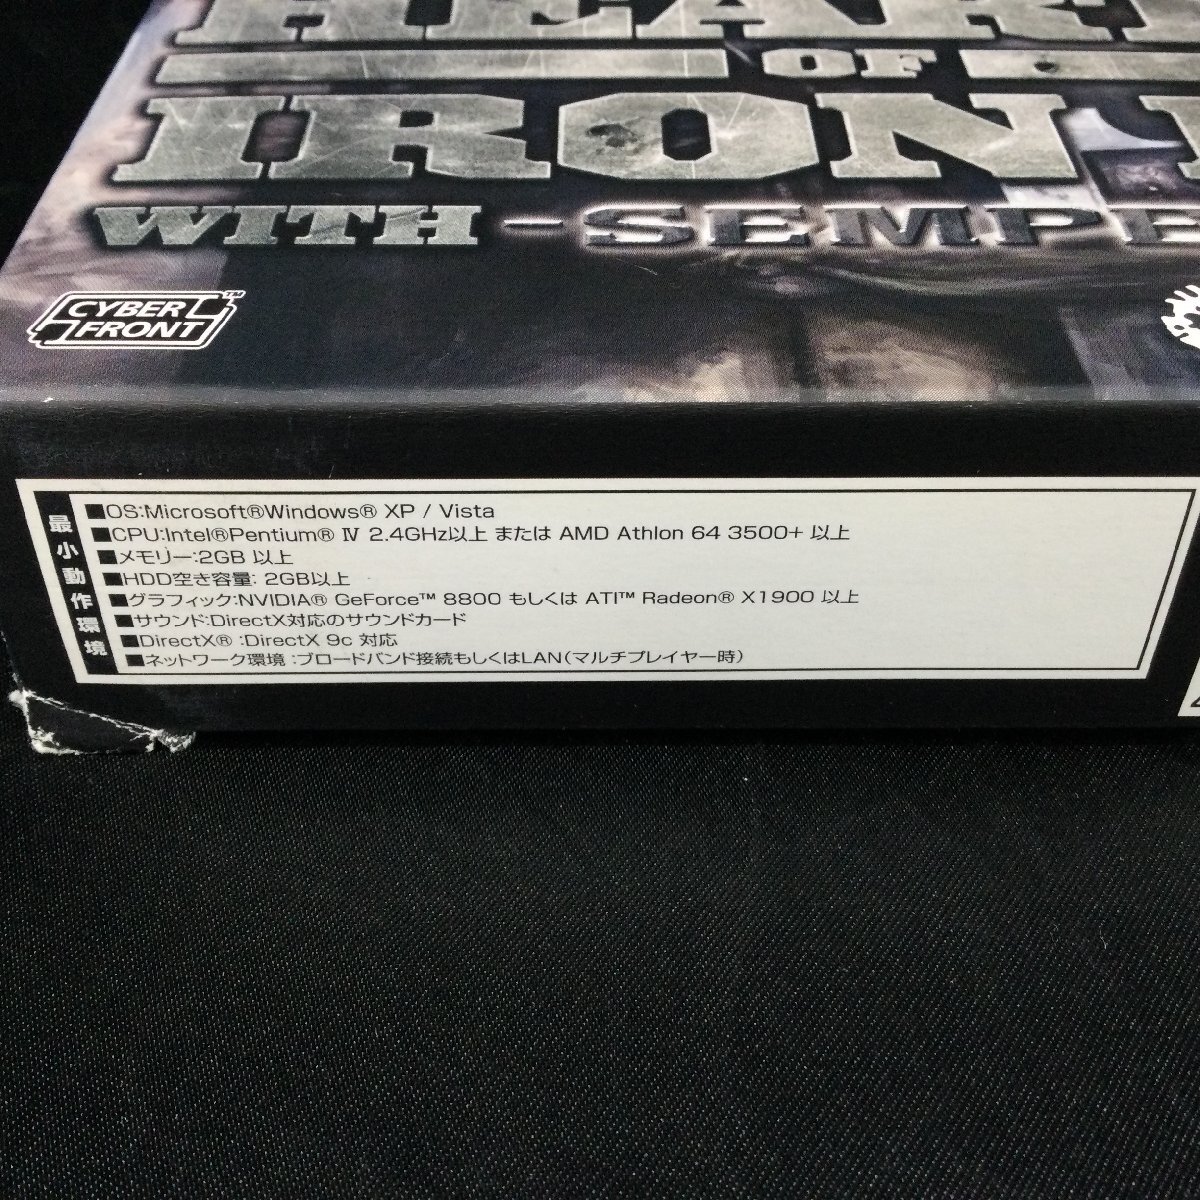 OF
IRON
WITH - SEMPE
CYBER FRONT™
最小動作環境
■OS:Microsoft®Windows® XP / Vista
■CPU:Intel®Pentium® Ⅳ 2.4GHz以上 または AMD Athlon 64 3500+ 以上
■メモリー:2GB 以上
■HDD空き容量: 2GB以上
■グラフィック:NVIDIA® GeForce™ 8800 もしくは ATI™ Radeon® X1900 以上
■サウンド:DirectX対応のサウンドカード
■DirectX® :DirectX 9c 対応
■ネットワーク環境 :ブロードバンド接続もしくはLAN(マルチプレイヤー時)